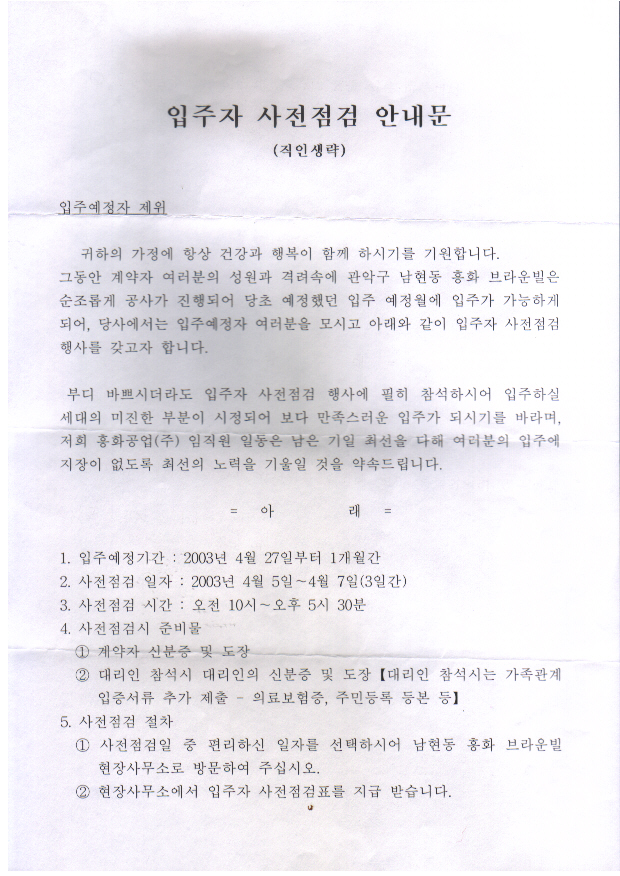 입주자 사전점검 안내문
(직인생략)
입주예정자 제위
귀하의 가정에 항상 건강과 행복이 함께 하시기를 기원합니다.
그동안 계약자 여러분의 성원과 격려속에 관악구 남현동 흥화 브라운빌은
순조롭게 공사가 진행되어 당초 예정했던 입주 예정월에 입주가 가능하게
되어, 당사에서는 입주예정자 여러분을 모시고 아래와 같이 입주자 사전점검
행사를 갖고자 합니다.
부디 바쁘시더라도 입주자 사전점검 행사에 필히 참석하시어 입주하실
세대의 미진한 부분이 시정되어 보다 만족스러운 입주가 되시기를 바라며,
저희 흥화공업(주) 임직원 일동은 남은 기일 최선을 다해 여러분의 입주에
지장이 없도록 최선의 노력을 기울일 것을 약속드립니다.
= 아 래 =
1. 입주예정기간 : 2003년 4월 27일부터 1개월간
2. 사전점검 일자 : 2003년 4월 5일～4월 7일(3일간)
3. 사전점검 시간 : 오전 10시～오후 5시 30분
4. 사전점검시 준비물
① 계약자 신분증 및 도장
② 대리인 참석시 대리인의 신분증 및 도장【대리인 참석시는 가족관계
입증서류 추가 제출 - 의료보험증, 주민등록 등본 등】
5. 사전점검 절차
① 사전점검일 중 편리하신 일자를 선택하시어 남현동 흥화 브라운빌
현장사무소로 방문하여 주십시오.
② 현장사무소에서 입주자 사전점검표를 지급 받습니다.